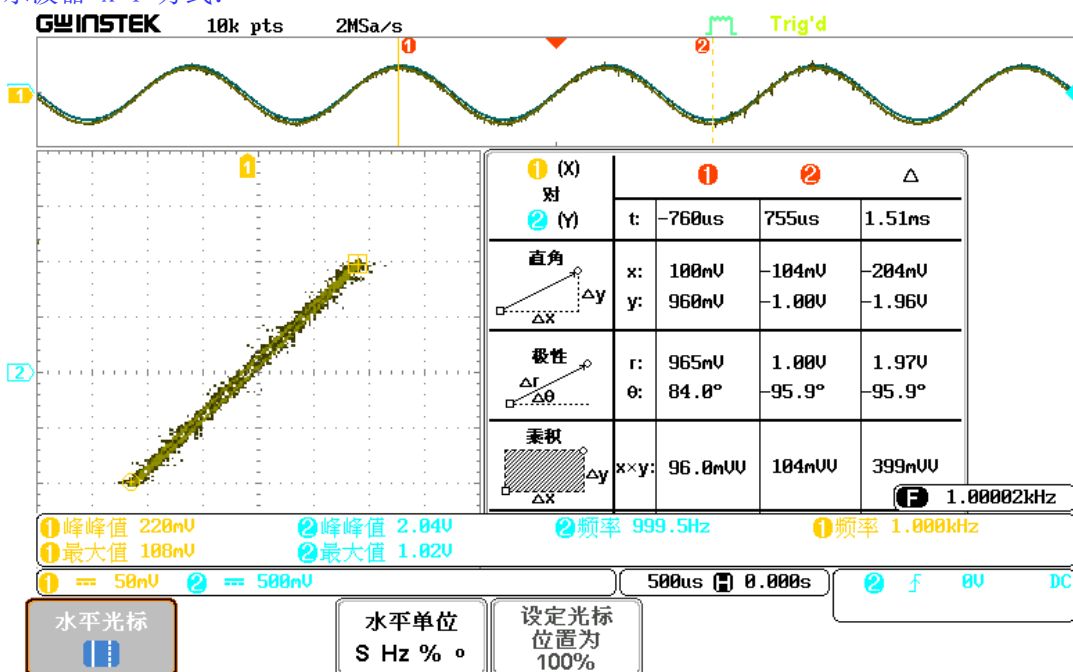 GWINSTEK 10k pts 2MSa/s Trig'd
1 2
1
1
2
1 (X)
对
2 (Y)
1 2 △
t: -760us 755us 1.51ms
直角
△y
△x
x: 100mV -104mV -204mV
y: 960mV -1.00V -1.96V
极性
△r
△θ
r: 965mV 1.00V 1.97V
θ: 84.0° -95.9° -95.9°
乘积
△y
△x
x×y: 96.0mVV 104mVV 399mVV
F 1.00002kHz
1峰峰值 220mV 2峰峰值 2.04V 2频率 999.5Hz 1频率 1.000kHz
1最大值 108mV 2最大值 1.02V
1 50mV 2 500mV 500us H 0.000s 2 0V DC
水平光标
水平单位
S Hz % °
设定光标
位置为
100%